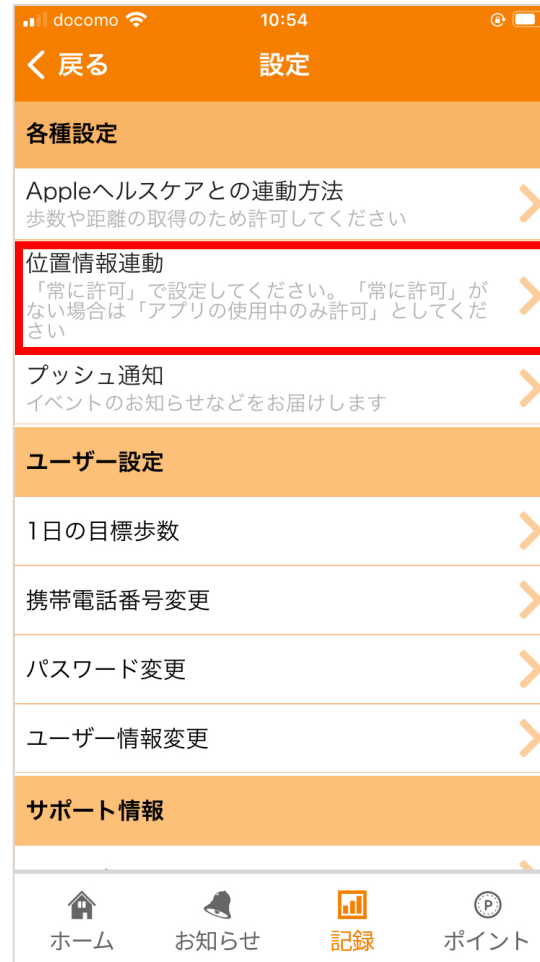 docomo 10:54
戻る 設定
各種設定
Appleヘルスケアとの連動方法
歩数や距離の取得のため許可してください
位置情報連動
「常に許可」で設定してください。「常に許可」が
ない場合は「アプリの使用中のみ許可」としてくだ
さい
プッシュ通知
イベントのお知らせなどをお届けします
ユーザー設定
1日の目標歩数
携帯電話番号変更
パスワード変更
ユーザー情報変更
サポート情報
ホーム お知らせ 記録 ポイント